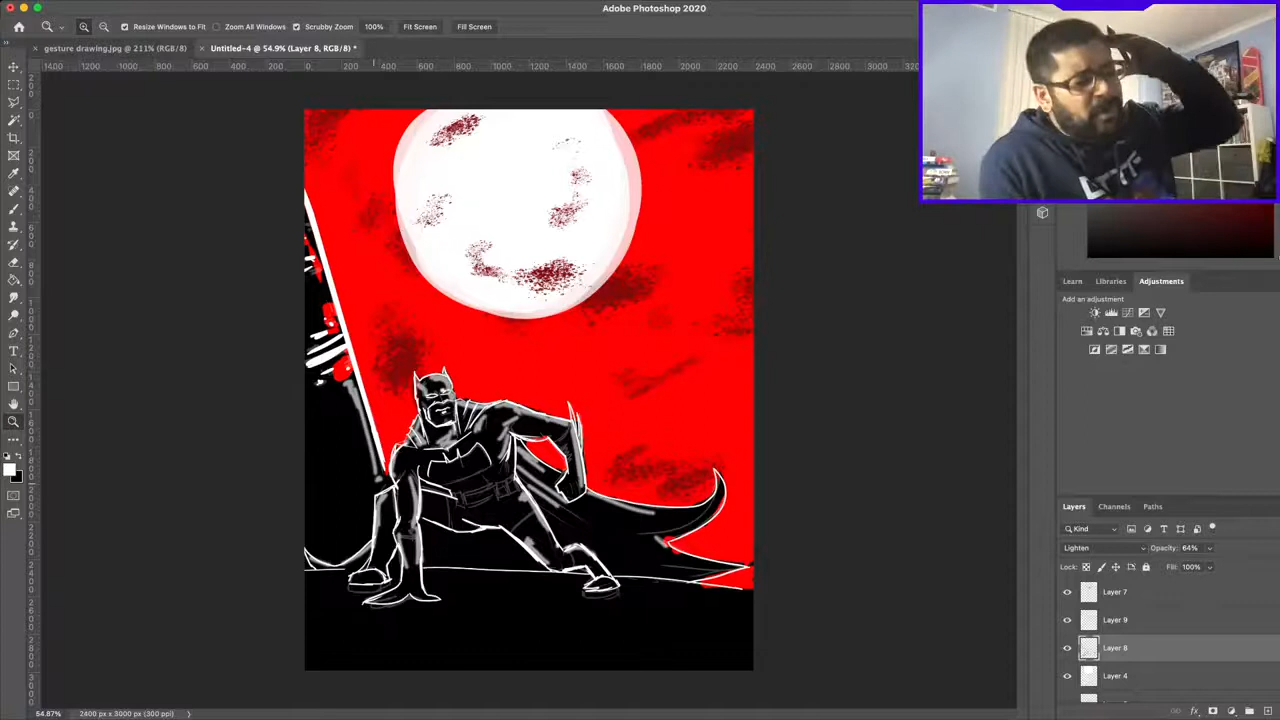 Adobe Photoshop 2020
Resize Windows to Fit Zoom All Windows Scrubby Zoom 100% Fit Screen Fill Screen
gesture drawing.jpg @ 211% (RGB/8) Untitled-4 @ 54.9% (Layer 8, RGB/8) *
1400 1200 1000 800 600 400 200 0 200 400 600 800 1000 1200 1400 1600 1800 2000 2200 2400 2600 2800 3000 3200
Learn Libraries Adjustments
Add an adjustment
Layers Channels Paths
Kind
Lighten Opacity: 64%
Lock: Fill: 100%
Layer 7
Layer 9
Layer 8
Layer 4
54.87% 2400 px x 3000 px (300 ppi)